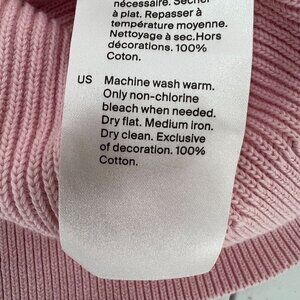 nécessaire. Sécher
à plat. Repasser à
température moyenne.
Nettoyage à sec.Hors
décorations. 100%
Coton.
US Machine wash warm.
Only non-chlorine
bleach when needed.
Dry flat. Medium iron.
Dry clean. Exclusive
of decoration. 100%
Cotton.